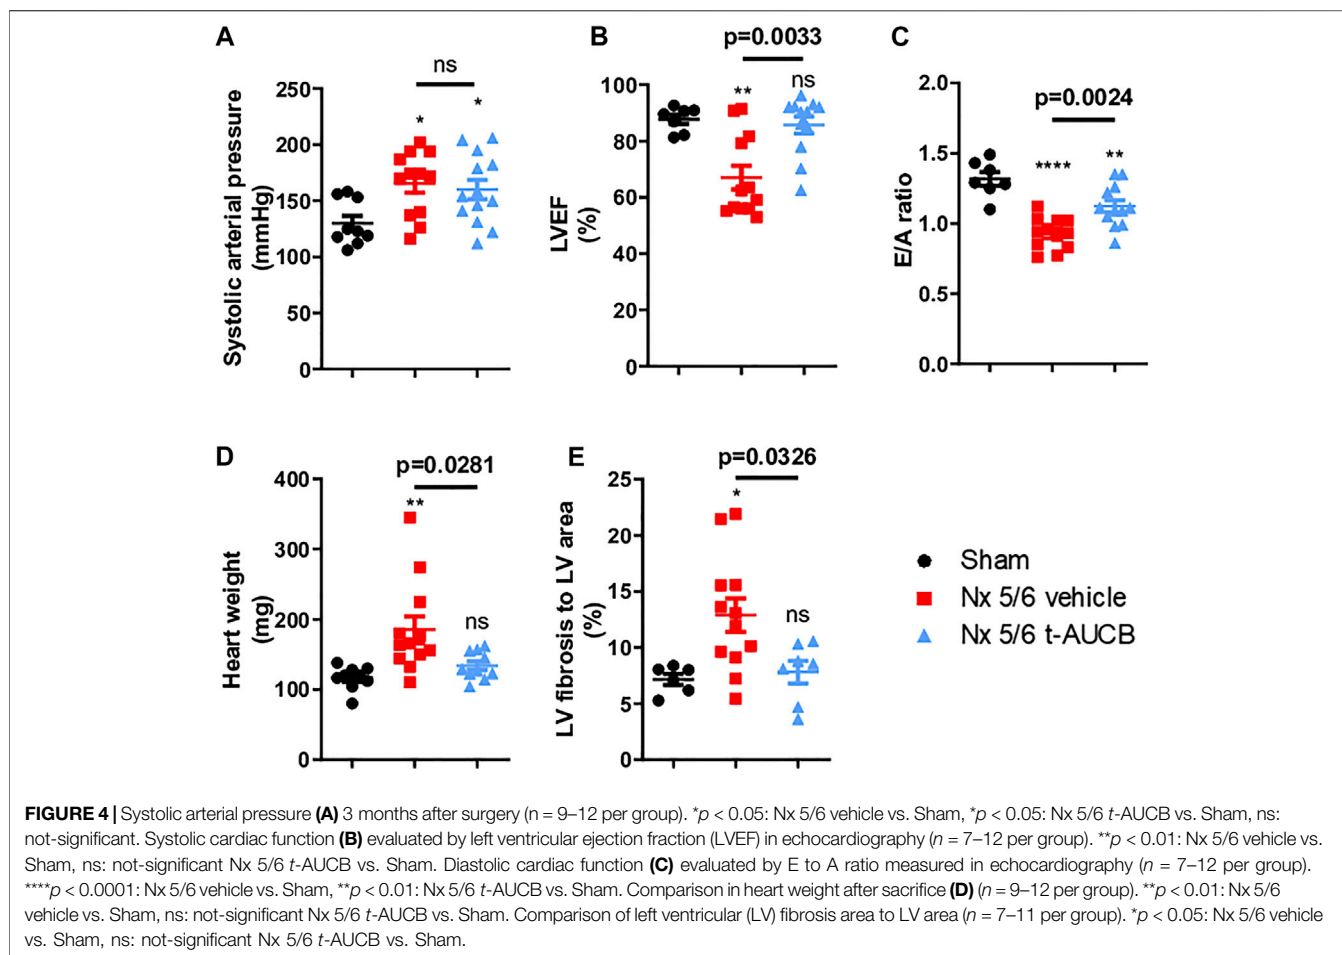 A
ns
*
*
Systolic arterial pressure
(mmHg)
250
200
150
100
50
0
B
p=0.0033
**
ns
LVEF
(%)
100
80
60
40
20
0
C
p=0.0024
****
**
E/A ratio
2.0
1.5
1.0
0.5
0.0
D
p=0.0281
**
ns
Heart weight
(mg)
400
300
200
100
0
E
p=0.0326
*
ns
LV fibrosis to LV area
(%)
25
20
15
10
5
0
Sham
Nx 5/6 vehicle
Nx 5/6 t-AUCB
FIGURE 4 | Systolic arterial pressure (A) 3 months after surgery (n = 9–12 per group). *p < 0.05: Nx 5/6 vehicle vs. Sham, *p < 0.05: Nx 5/6 t-AUCB vs. Sham, ns:
not-significant. Systolic cardiac function (B) evaluated by left ventricular ejection fraction (LVEF) in echocardiography (n = 7–12 per group). **p < 0.01: Nx 5/6 vehicle vs.
Sham, ns: not-significant Nx 5/6 t-AUCB vs. Sham. Diastolic cardiac function (C) evaluated by E to A ratio measured in echocardiography (n = 7–12 per group).
****p < 0.0001: Nx 5/6 vehicle vs. Sham, **p < 0.01: Nx 5/6 t-AUCB vs. Sham. Comparison in heart weight after sacrifice (D) (n = 9–12 per group). **p < 0.01: Nx 5/6
vehicle vs. Sham, ns: not-significant Nx 5/6 t-AUCB vs. Sham. Comparison of left ventricular (LV) fibrosis area to LV area (n = 7–11 per group). *p < 0.05: Nx 5/6 vehicle
vs. Sham, ns: not-significant Nx 5/6 t-AUCB vs. Sham.